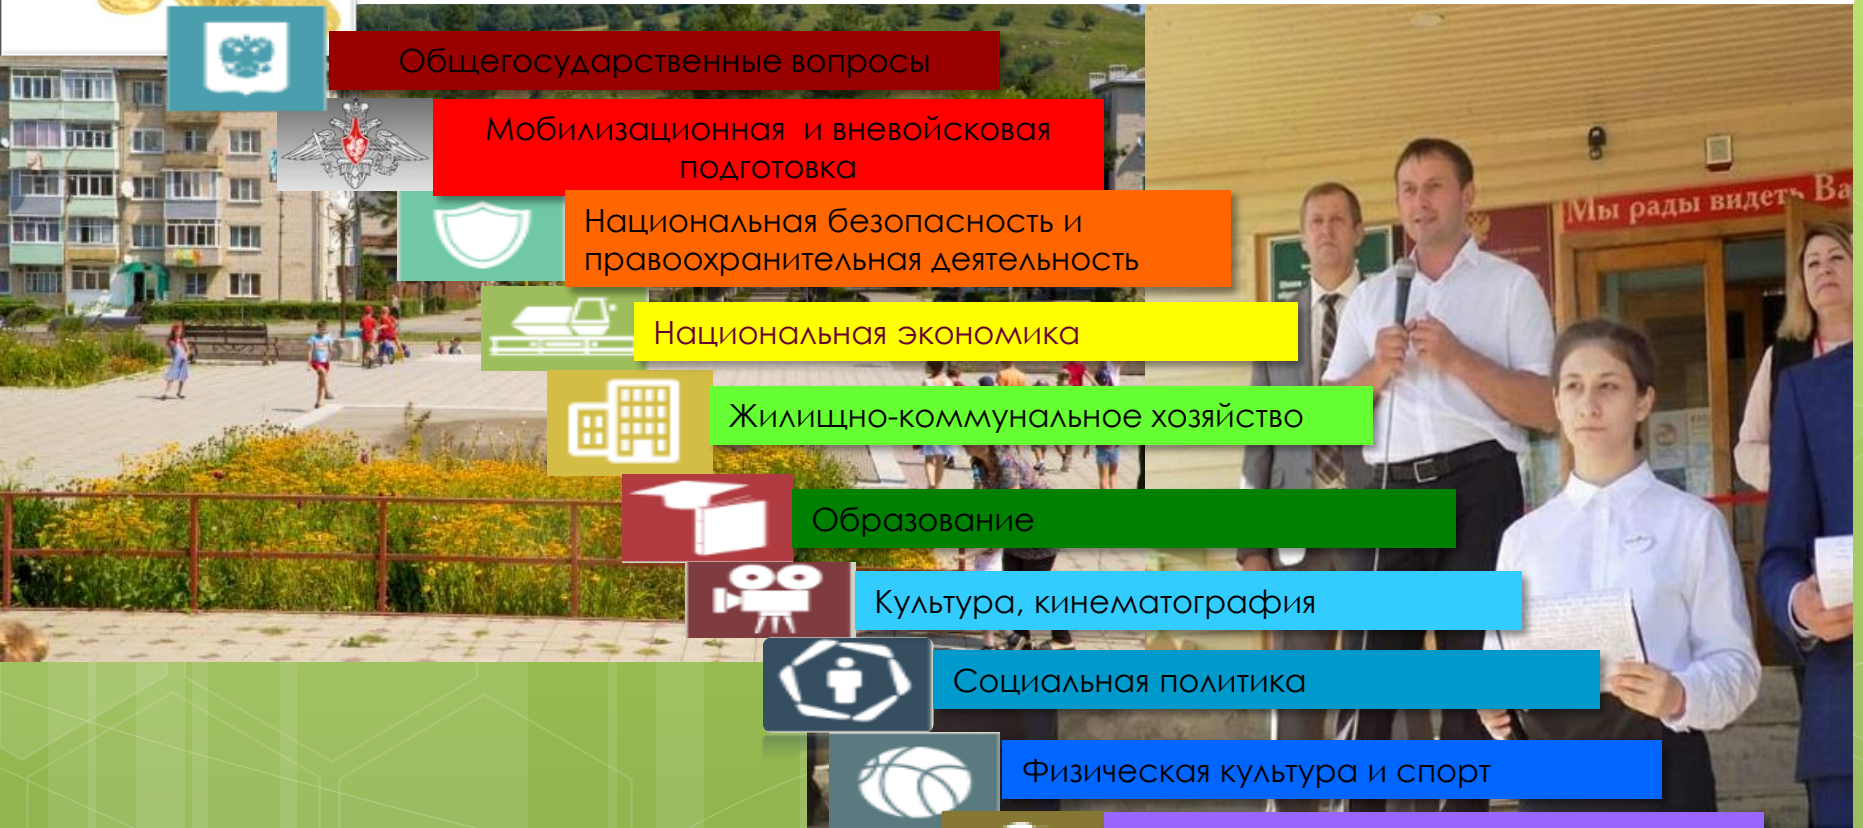 Общегосударственные вопросы
Мобилизационная и вневойсковая
подготовка
Национальная безопасность и
правоохранительная деятельность
Мы рады видеть Ва
Национальная экономика
Жилищно-коммунальное хозяйство
Образование
Культура, кинематография
Социальная политика
Физическая культура и спорт